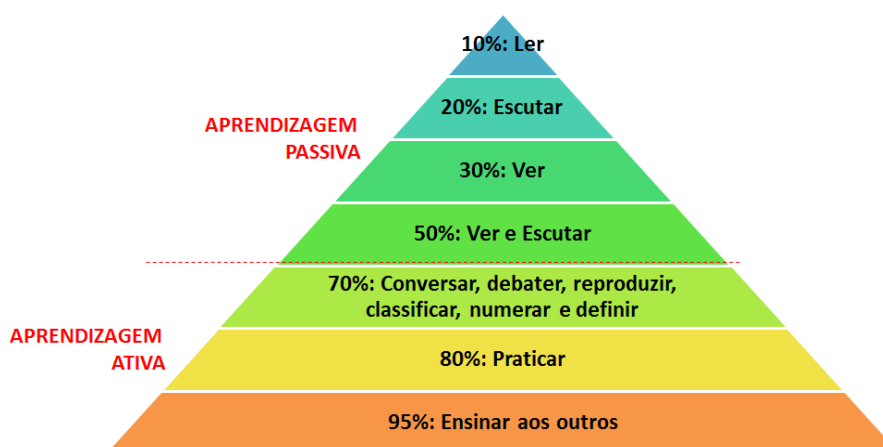 10%: Ler
20%: Escutar
APRENDIZAGEM
PASSIVA
30%: Ver
50%: Ver e Escutar
70%: Conversar, debater, reproduzir,
classificar, numerar e definir
APRENDIZAGEM
ATIVA
80%: Praticar
95%: Ensinar aos outros